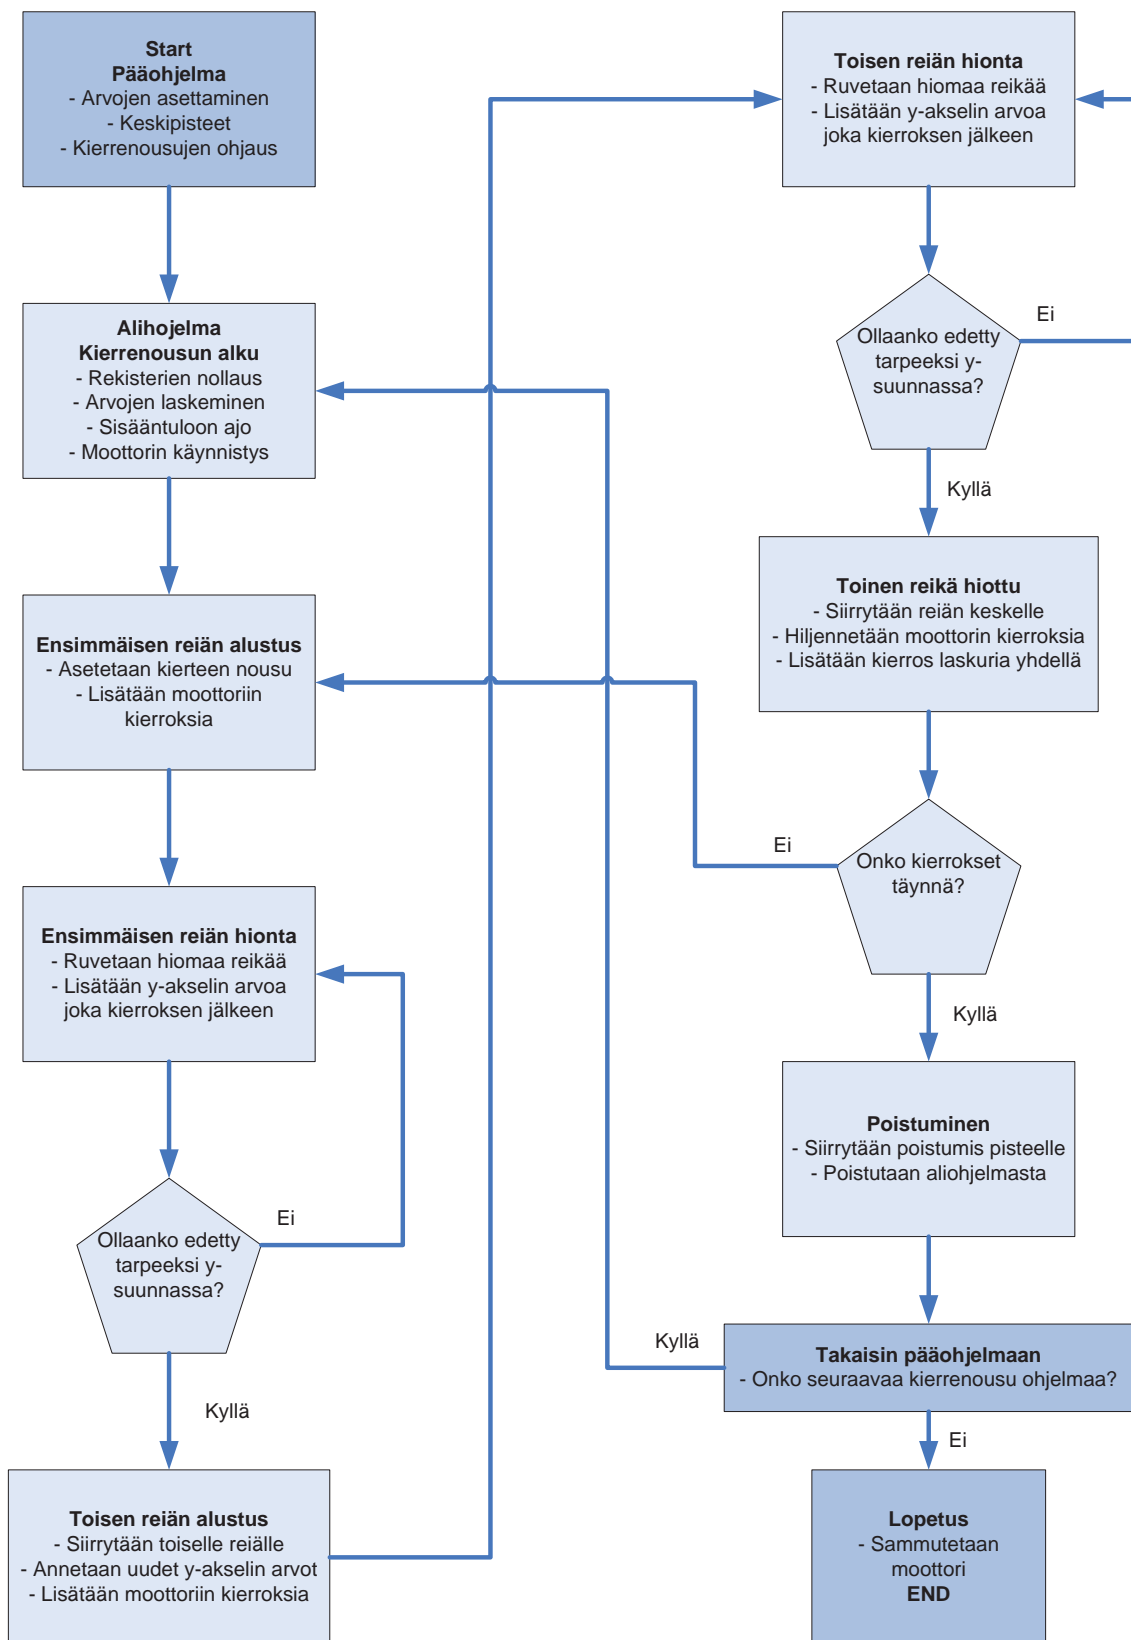 Start
Pääohjelma
- Arvojen asettaminen
- Keskipisteet
- Kierrenousujen ohjaus
Alihojelma
Kierrenousun alku
- Rekisterien nollaus
- Arvojen laskeminen
- Sisääntuloon ajo
- Moottorin käynnistys
Ensimmäisen reiän alustus
- Asetetaan kierteen nousu
- Lisätään moottoriin
kierroksia
Ensimmäisen reiän hionta
- Ruvetaan hiomaa reikää
- Lisätään y-akselin arvoa
joka kierroksen jälkeen
Ollaanko edetty
tarpeeksi y-
suunnassa?
Ei
Kyllä
Toisen reiän alustus
- Siirrytään toiselle reiälle
- Annetaan uudet y-akselin arvot
- Lisätään moottoriin kierroksia
Toisen reiän hionta
- Ruvetaan hiomaa reikää
- Lisätään y-akselin arvoa
joka kierroksen jälkeen
Ollaanko edetty
tarpeeksi y-
suunnassa?
Ei
Kyllä
Toinen reikä hiottu
- Siirrytään reiän keskelle
- Hiljennetään moottorin kierroksia
- Lisätään kierros laskuria yhdellä
Onko kierrokset
täynnä?
Ei
Kyllä
Poistuminen
- Siirrytään poistumis pisteelle
- Poistutaan aliohjelmasta
Takaisin pääohjelmaan
- Onko seuraavaa kierrenousu ohjelmaa?
Kyllä
Ei
Lopetus
- Sammutetaan
moottori
END